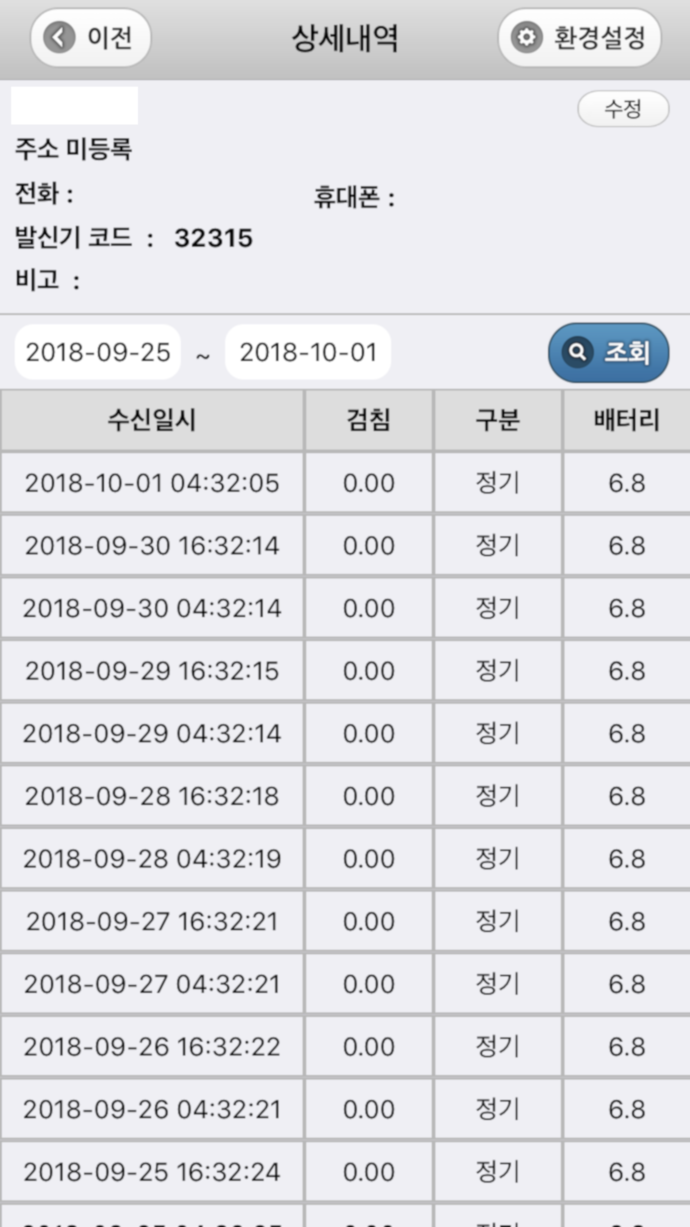 이전 상세내역 환경설정
수정
주소 미등록
전화 : 휴대폰 :
발신기 코드 : 32315
비고 :
2018-09-25 ~ 2018-10-01 조회
수신일시 검침 구분 배터리
2018-10-01 04:32:05 0.00 정기 6.8
2018-09-30 16:32:14 0.00 정기 6.8
2018-09-30 04:32:14 0.00 정기 6.8
2018-09-29 16:32:15 0.00 정기 6.8
2018-09-29 04:32:14 0.00 정기 6.8
2018-09-28 16:32:18 0.00 정기 6.8
2018-09-28 04:32:19 0.00 정기 6.8
2018-09-27 16:32:21 0.00 정기 6.8
2018-09-27 04:32:21 0.00 정기 6.8
2018-09-26 16:32:22 0.00 정기 6.8
2018-09-26 04:32:21 0.00 정기 6.8
2018-09-25 16:32:24 0.00 정기 6.8